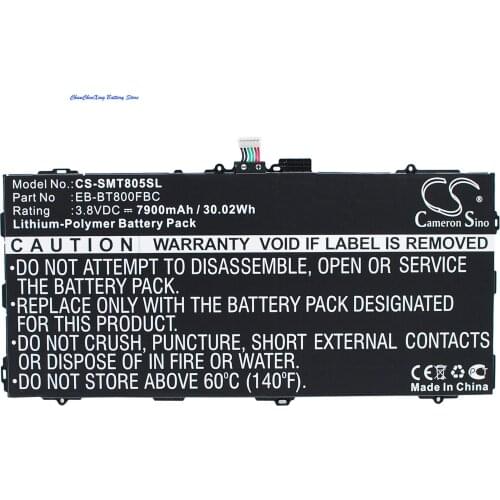 ChunChenXing Battery Store
Model No. : CS-SMT805SL
Part No : EB-BT800FBC
Rating : 3.8VDC ⎓ 7900mAh / 30.02Wh
Lithium-Polymer Battery Pack
CS
Cameron Sino
CAUTION WARRANTY VOID IF LABEL IS REMOVED
•DO NOT ATTEMPT TO DISASSEMBLE, OPEN OR SERVICE
THE BATTERY PACK.
•REPLACE ONLY WITH THE BATTERY PACK DESIGNATED
FOR THIS PRODUCT.
•DO NOT CRUSH, PUNCTURE, SHORT EXTERNAL CONTACTS
OR DISPOSE OF IN FIRE OR WATER.
•DO NOT STORE ABOVE 60°C (140°F).
CE
Made In China